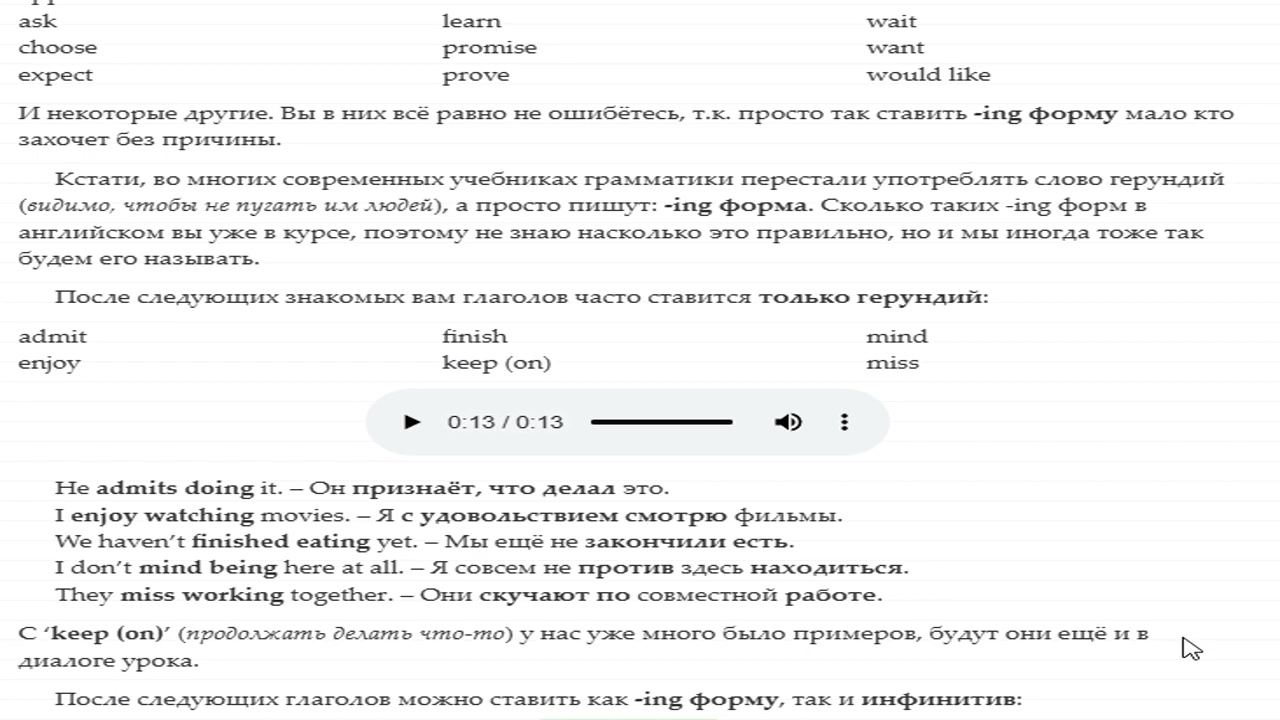 ask learn wait
choose promise want
expect prove would like
И некоторые другие. Вы в них всё равно не ошибётесь, т.к. просто так ставить -ing форму мало кто
захочет без причины.
Кстати, во многих современных учебниках грамматики перестали употреблять слово герундий
(видимо, чтобы не пугать им людей), а просто пишут: -ing форма. Сколько таких -ing форм в
английском вы уже в курсе, поэтому не знаю насколько это правильно, но и мы иногда тоже так
будем его называть.
После следующих знакомых вам глаголов часто ставится только герундий:
admit finish mind
enjoy keep (on) miss
0:13 / 0:13
He admits doing it. – Он признаёт, что делал это.
I enjoy watching movies. – Я с удовольствием смотрю фильмы.
We haven’t finished eating yet. – Мы ещё не закончили есть.
I don’t mind being here at all. – Я совсем не против здесь находиться.
They miss working together. – Они скучают по совместной работе.
С ‘keep (on)’ (продолжать делать что-то) у нас уже много было примеров, будут они ещё и в
диалоге урока.
После следующих глаголов можно ставить как -ing форму, так и инфинитив: